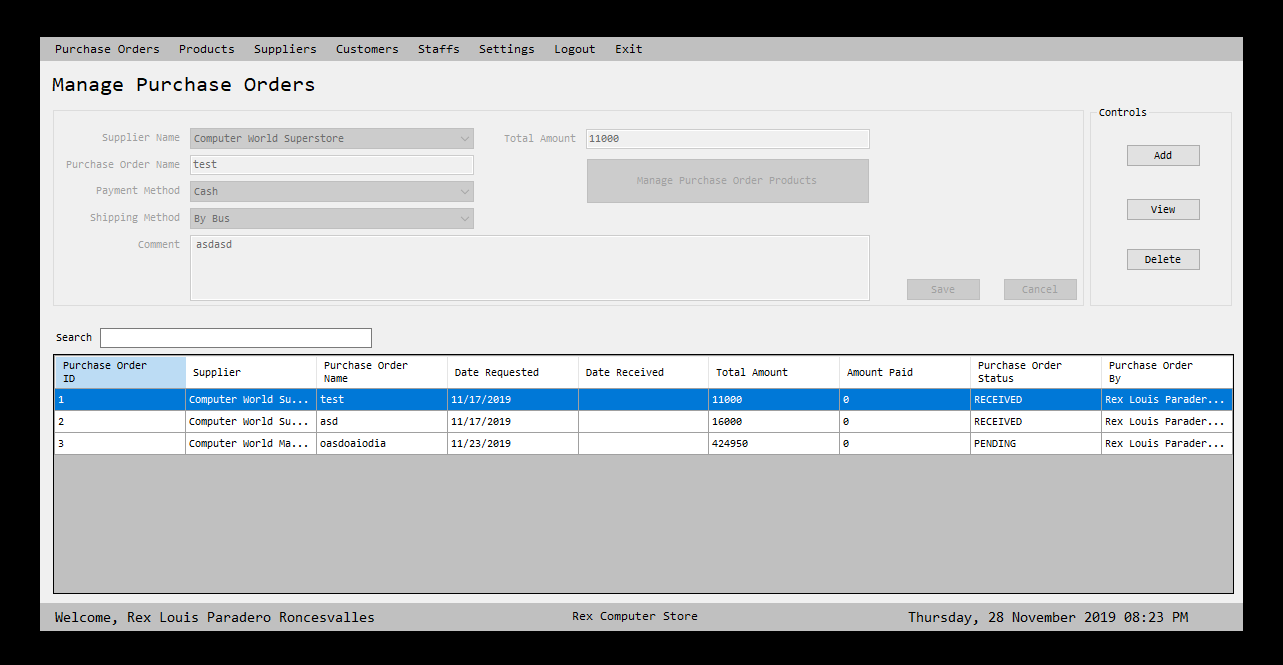 Purchase Orders Products Suppliers Customers Staffs Settings Logout Exit
Manage Purchase Orders
Supplier Name Computer World Superstore Total Amount 11000
Purchase Order Name test
Manage Purchase Order Products
Payment Method Cash
Shipping Method By Bus
Comment asdasd
Save Cancel
Controls
Add
View
Delete
Search
Purchase Order ID Supplier Purchase Order Name Date Requested Date Received Total Amount Amount Paid Purchase Order Status Purchase Order By
1 Computer World Su... test 11/17/2019 11000 0 RECEIVED Rex Louis Parader...
2 Computer World Su... asd 11/17/2019 16000 0 RECEIVED Rex Louis Parader...
3 Computer World Ma... oasdoaiodia 11/23/2019 424950 0 PENDING Rex Louis Parader...
Welcome, Rex Louis Paradero Roncesvalles Rex Computer Store Thursday, 28 November 2019 08:23 PM